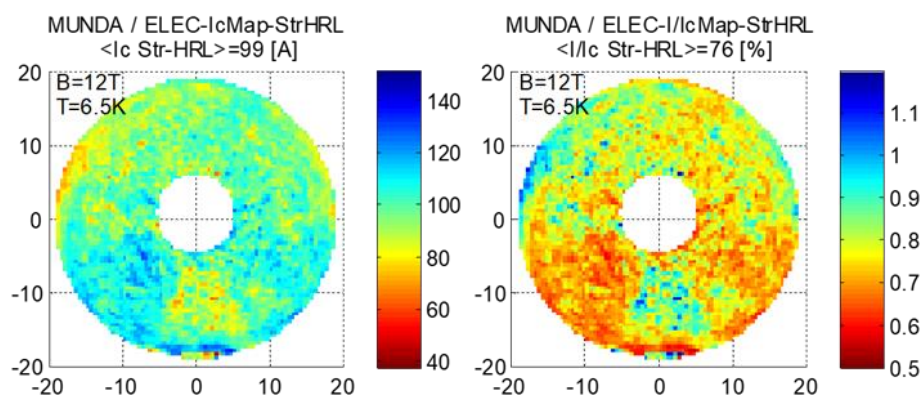 MUNDA / ELEC-IcMap-StrHRL
<Ic Str-HRL>=99 [A]
B=12T
T=6.5K
20
10
0
-10
-20
-20 -10 0 10 20
140
120
100
80
60
40
MUNDA / ELEC-I/IcMap-StrHRL
<I/Ic Str-HRL>=76 [%]
B=12T
T=6.5K
20
10
0
-10
-20
-20 -10 0 10 20
1.1
1
0.9
0.8
0.7
0.6
0.5